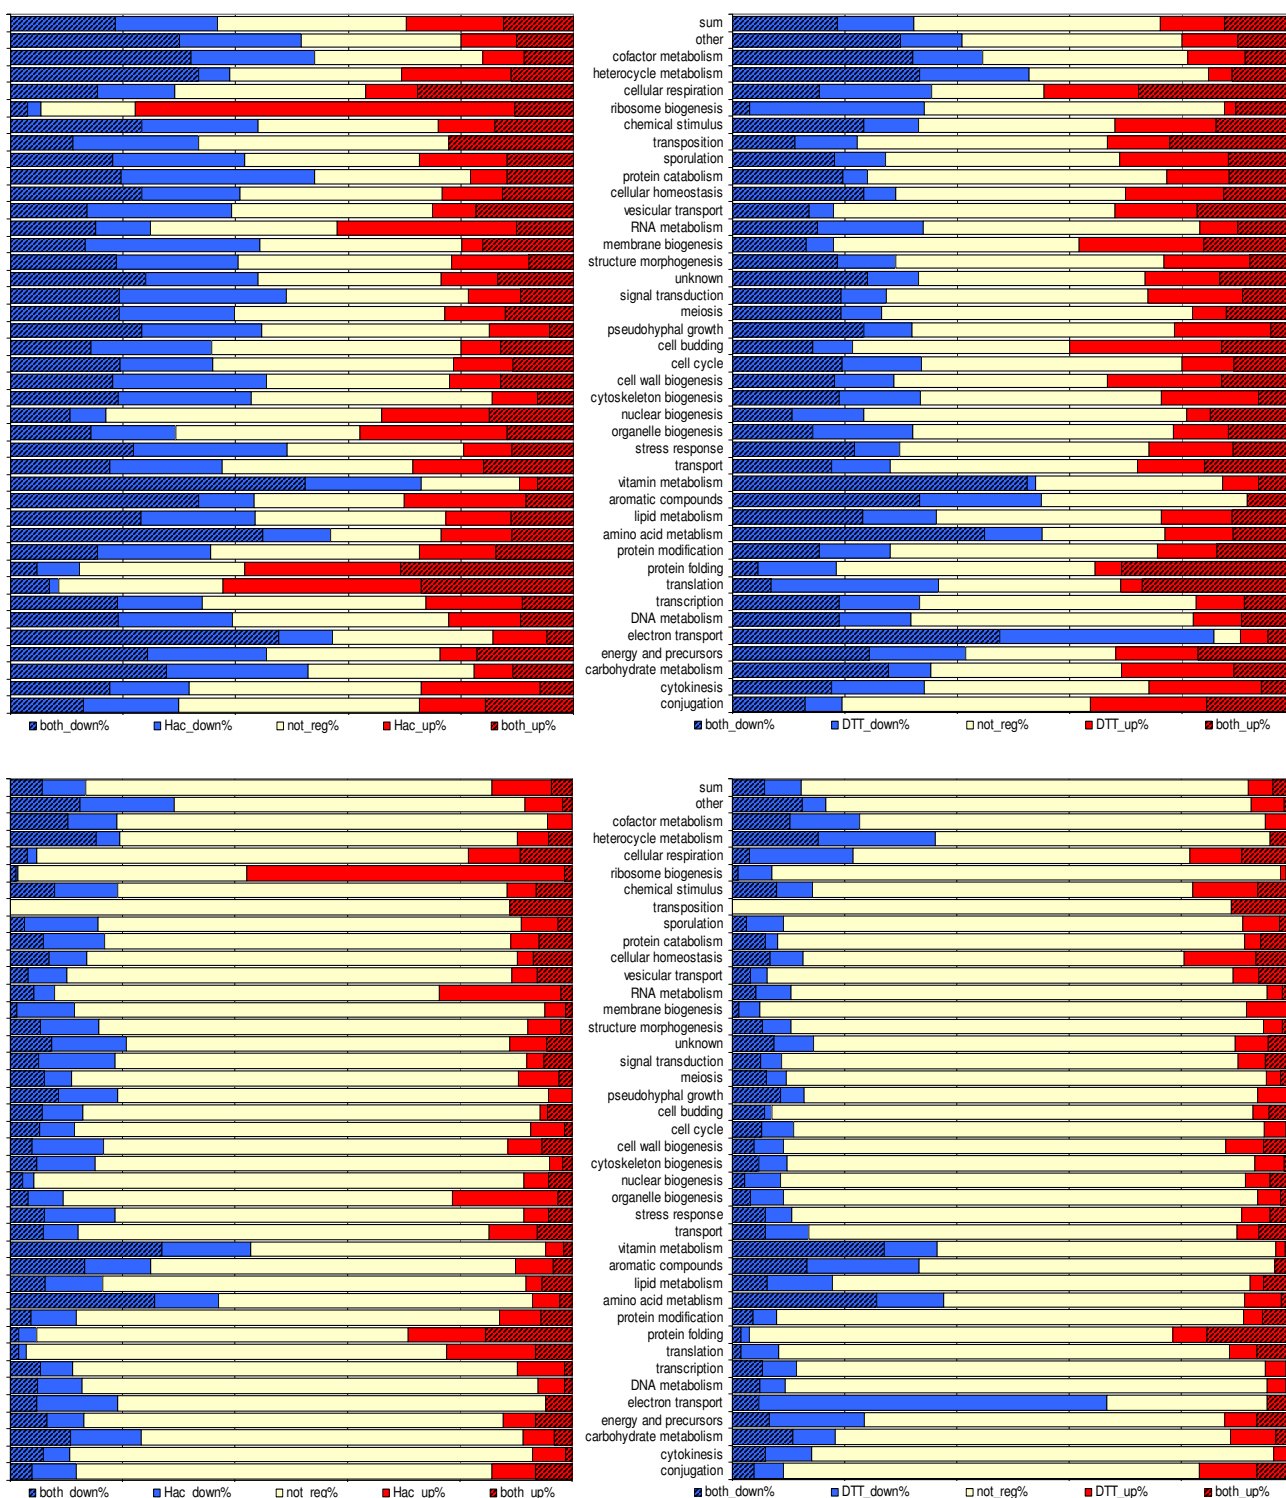 sum
other
cofactor metabolism
heterocycle metabolism
cellular respiration
ribosome biogenesis
chemical stimulus
transposition
sporulation
protein catabolism
cellular homeostasis
vesicular transport
RNA metabolism
membrane biogenesis
structure morphogenesis
unknown
signal transduction
meiosis
pseudohyphal growth
cell budding
cell cycle
cell wall biogenesis
cytoskeleton biogenesis
nuclear biogenesis
organelle biogenesis
stress response
transport
vitamin metabolism
aromatic compounds
lipid metabolism
amino acid metablism
protein modification
protein folding
translation
transcription
DNA metabolism
electron transport
energy and precursors
carbohydrate metabolism
cytokinesis
conjugation
both_down% Hac_down% not_reg% Hac_up% both_up%
both_down% DTT_down% not_reg% DTT_up% both_up%
sum
other
cofactor metabolism
heterocycle metabolism
cellular respiration
ribosome biogenesis
chemical stimulus
transposition
sporulation
protein catabolism
cellular homeostasis
vesicular transport
RNA metabolism
membrane biogenesis
structure morphogenesis
unknown
signal transduction
meiosis
pseudohyphal growth
cell budding
cell cycle
cell wall biogenesis
cytoskeleton biogenesis
nuclear biogenesis
organelle biogenesis
stress response
transport
vitamin metabolism
aromatic compounds
lipid metabolism
amino acid metablism
protein modification
protein folding
translation
transcription
DNA metabolism
electron transport
energy and precursors
carbohydrate metabolism
cytokinesis
conjugation
both_down% Hac_down% not_reg% Hac_up% both_up%
both_down% DTT_down% not_reg% DTT_up% both_up%